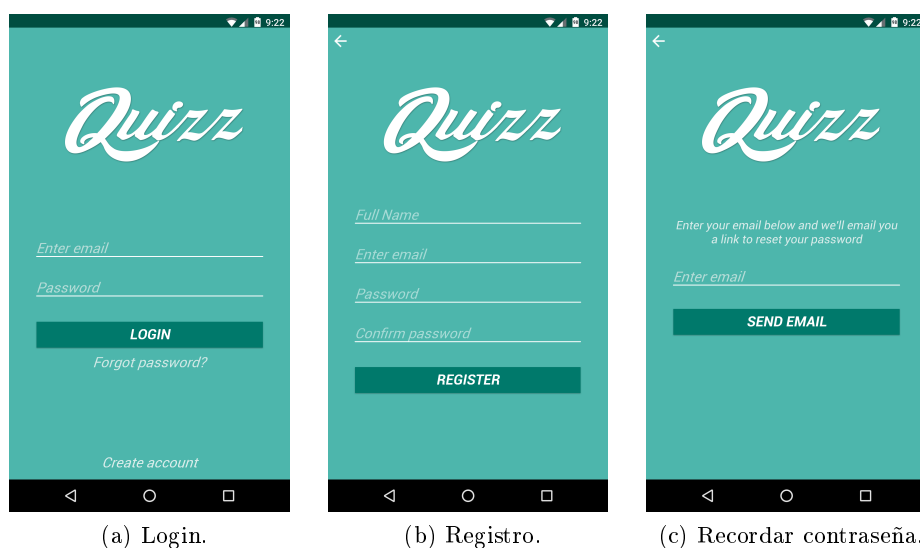 9:22
Quizz
Enter email
Password
LOGIN
Forgot password?
Create account
(a) Login.
9:22
Quizz
Full Name
Enter email
Password
Confirm password
REGISTER
(b) Registro.
9:22
Quizz
Enter your email below and we'll email you
a link to reset your password
Enter email
SEND EMAIL
(c) Recordar contraseña.